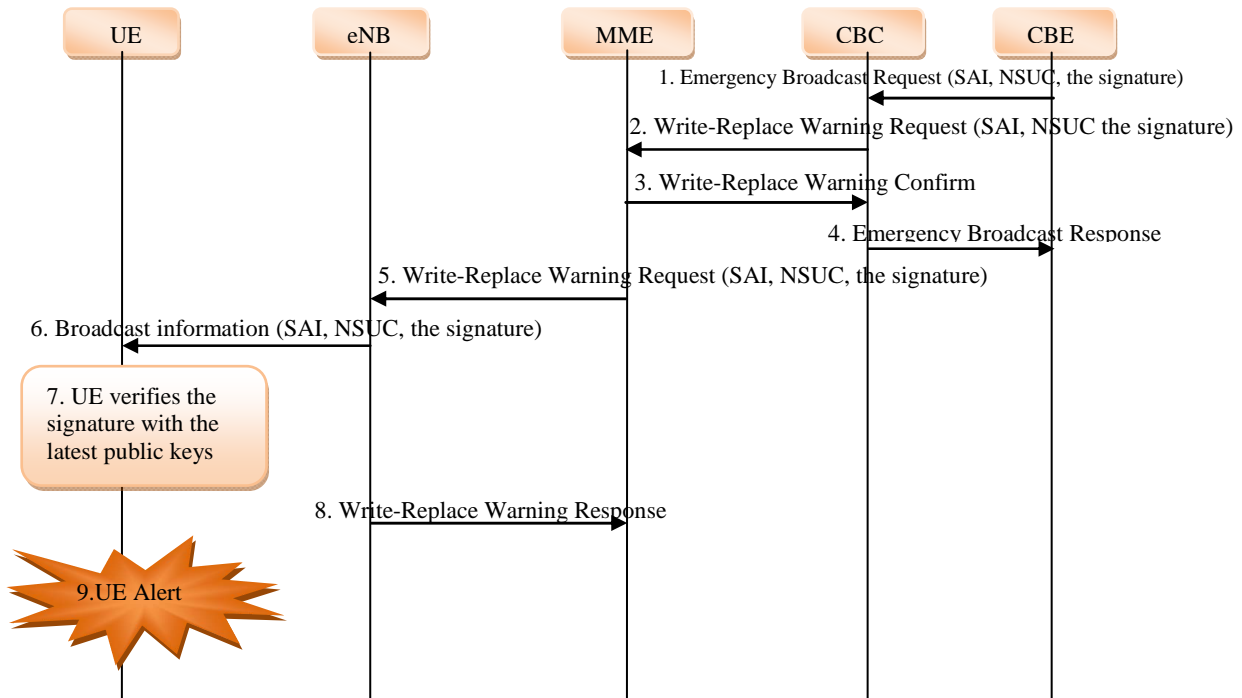 UE
eNB
MME
CBC
CBE
1. Emergency Broadcast Request (SAI, NSUC, the signature)
2. Write-Replace Warning Request (SAI, NSUC the signature)
3. Write-Replace Warning Confirm
4. Emergency Broadcast Response
5. Write-Replace Warning Request (SAI, NSUC, the signature)
6. Broadcast information (SAI, NSUC, the signature)
7. UE verifies the
signature with the
latest public keys
8. Write-Replace Warning Response
9.UE Alert